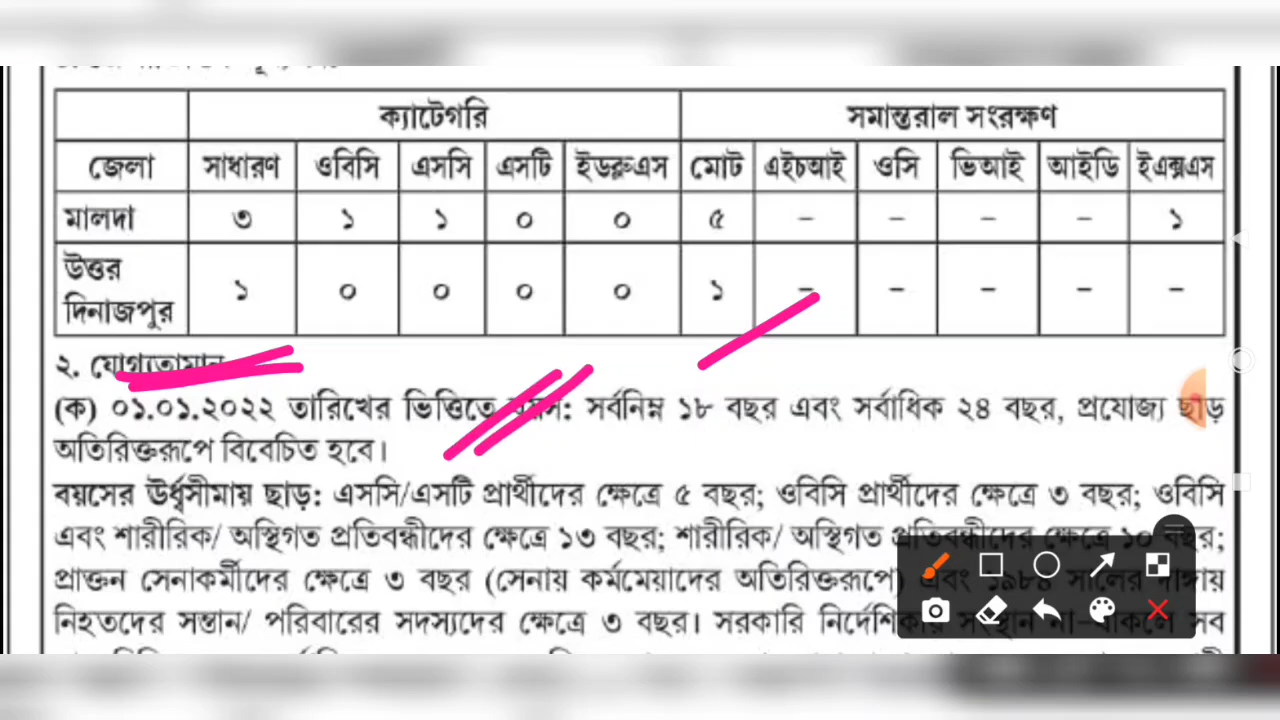 ক্যাটেগরি সমান্তরাল সংরক্ষণ
জেলা সাধারণ ওবিসি এসসি এসটি ইডব্লুএস মোট এইচআই ওসি ভিআই আইডি ইএক্সএস
মালদা ৩ ১ ১ ০ ০ ৫ – – – – ১
উত্তর দিনাজপুর ১ ০ ০ ০ ০ ১ – – – – –
২. যোগ্যতামান
(ক) ০১.০১.২০২২ তারিখের ভিত্তিতে বয়স: সর্বনিম্ন ১৮ বছর এবং সর্বাধিক ২৪ বছর, প্রযোজ্য ছাড়
অতিরিক্তরূপে বিবেচিত হবে।
বয়সের ঊর্ধ্বসীমায় ছাড়: এসসি/এসটি প্রার্থীদের ক্ষেত্রে ৫ বছর; ওবিসি প্রার্থীদের ক্ষেত্রে ৩ বছর; ওবিসি
এবং শারীরিক/ অস্থিগত প্রতিবন্ধীদের ক্ষেত্রে ১৩ বছর; শারীরিক/ অস্থিগত প্রতিবন্ধীদের ক্ষেত্রে ১০ বছর;
প্রাক্তন সেনাকর্মীদের ক্ষেত্রে ৩ বছর (সেনায় কর্মমেয়াদের অতিরিক্তরূপে) এবং ১৯৮৪ সালের দাঙ্গায়
নিহতদের সন্তান/ পরিবারের সদস্যদের ক্ষেত্রে ৩ বছর। সরকারি নির্দেশিকার সংস্থান না–থাকলে সব